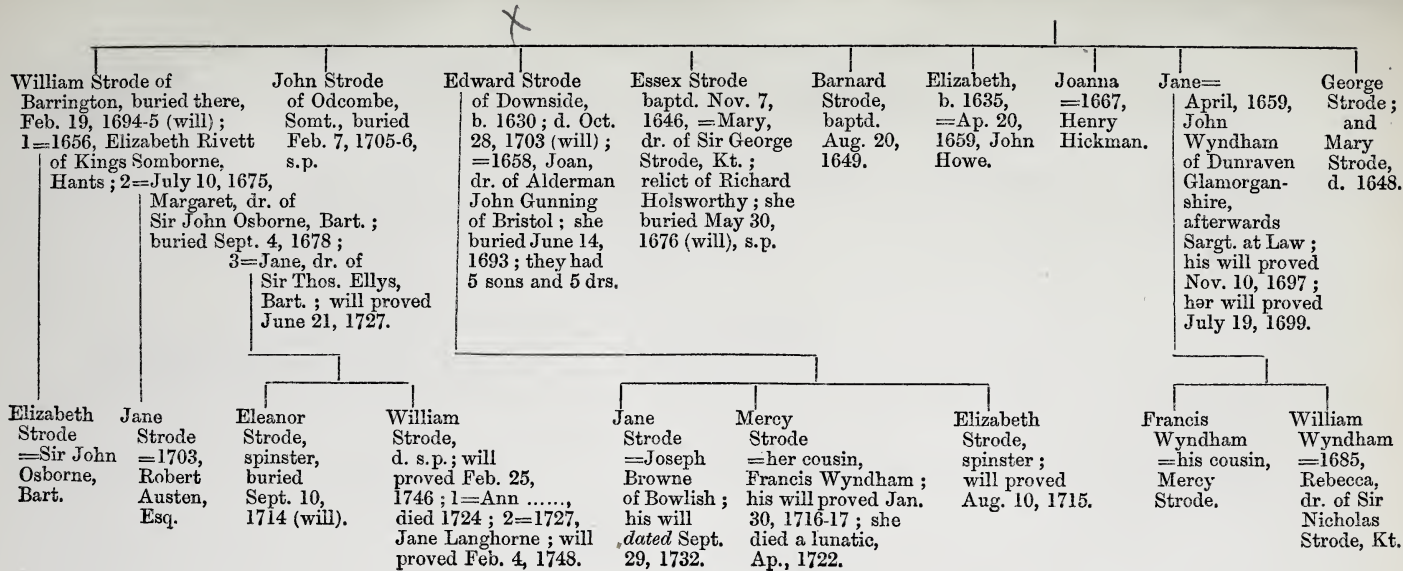 William Strode of
Barrington, buried there,
Feb. 19, 1694-5 (will);
1=1656, Elizabeth Rivett
of Kings Somborne,
Hants; 2=July 10, 1675,
Margaret, dr. of
Sir John Osborne, Bart.;
buried Sept. 4, 1678;
3=Jane, dr. of
Sir Thos. Ellys,
Bart.; will proved
June 21, 1727.
John Strode
of Odcombe,
Somt., buried
Feb. 7, 1705-6,
s.p.
Edward Strode
of Downside,
b. 1630; d. Oct.
28, 1703 (will);
=1658, Joan,
dr. of Alderman
John Gunning
of Bristol; she
buried June 14,
1693; they had
5 sons and 5 drs.
Essex Strode
baptd. Nov. 7,
1646, =Mary,
dr. of Sir George
Strode, Kt.;
relict of Richard
Holsworthy; she
buried May 30,
1676 (will), s.p.
Barnard
Strode,
baptd.
Aug. 20,
1649.
Elizabeth,
b. 1635,
=Ap. 20,
1659, John
Howe.
Joanna
=1667,
Henry
Hickman.
Jane=
April, 1659,
John
Wyndham
of Dunraven
Glamorgan-
shire,
afterwards
Sargt. at Law;
his will proved
Nov. 10, 1697;
her will proved
July 19, 1699.
George
Strode;
and
Mary
Strode,
d. 1648.
Elizabeth
Strode
=Sir John
Osborne,
Bart.
Jane
Strode
=1703,
Robert
Austen,
Esq.
Eleanor
Strode,
spinster,
buried
Sept. 10,
1714 (will).
William
Strode,
d. s.p.; will
proved Feb. 25,
1746; 1=Ann ......,
died 1724; 2=1727,
Jane Langhorne; will
proved Feb. 4, 1748.
Jane
Strode
=Joseph
Browne
of Bowlish;
his will
dated Sept.
29, 1732.
Mercy
Strode
=her cousin,
Francis Wyndham;
his will proved Jan.
30, 1716-17; she
died a lunatic,
Ap., 1722.
Elizabeth
Strode,
spinster;
will proved
Aug. 10, 1715.
Francis
Wyndham
=his cousin,
Mercy
Strode.
William
Wyndham
=1685,
Rebecca,
dr. of Sir
Nicholas
Strode, Kt.